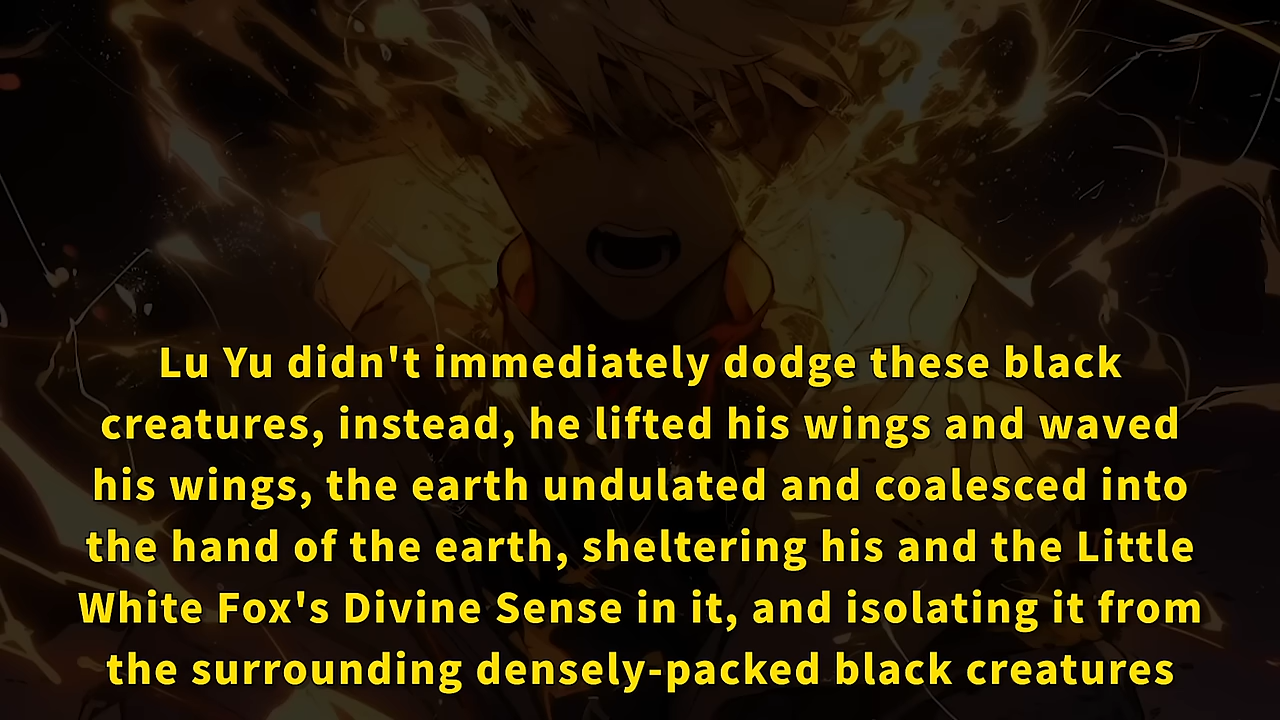 Lu Yu didn't immediately dodge these black
creatures, instead, he lifted his wings and waved
his wings, the earth undulated and coalesced into
the hand of the earth, sheltering his and the Little
White Fox's Divine Sense in it, and isolating it from
the surrounding densely-packed black creatures